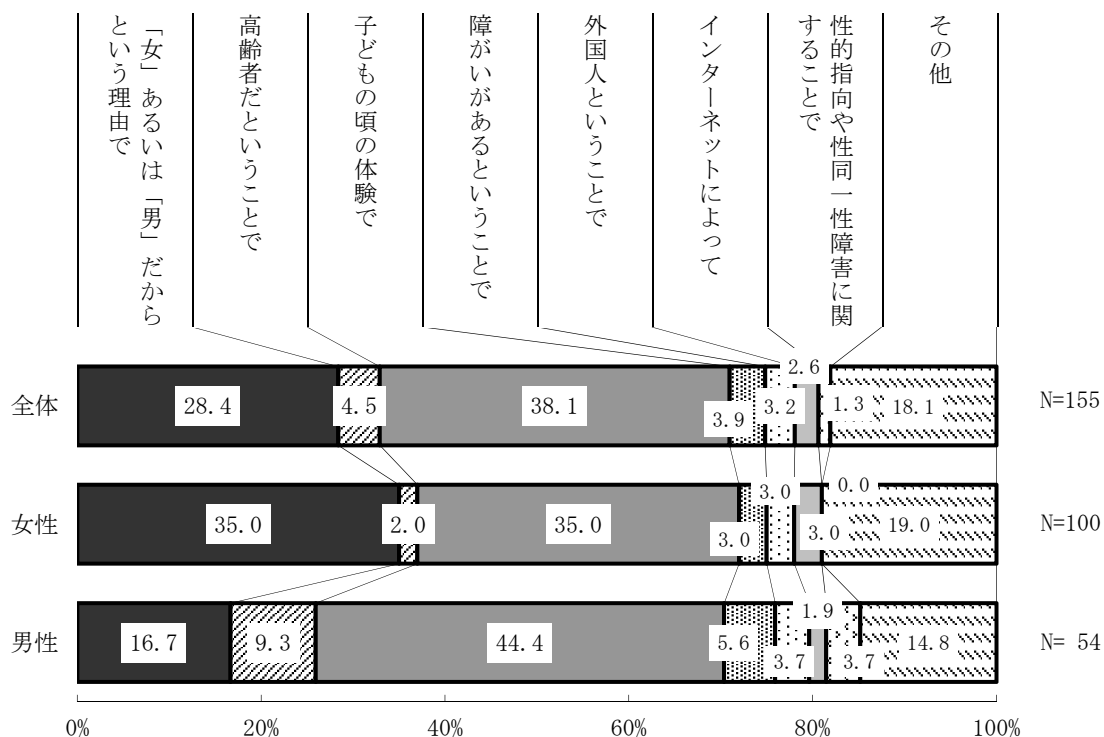 「女」あるいは「男」だから
という理由で
高齢者だということで
子どもの頃の体験で
障がいがあるということで
外国人ということで
インターネットによって
性的指向や性同一性障害に関
することで
その他
全体
28.4
4.5
38.1
3.9
3.2
2.6
1.3
18.1
N=155
女性
35.0
2.0
35.0
3.0
3.0
3.0
0.0
19.0
N=100
男性
16.7
9.3
44.4
5.6
3.7
1.9
3.7
14.8
N= 54
0%
20%
40%
60%
80%
100%